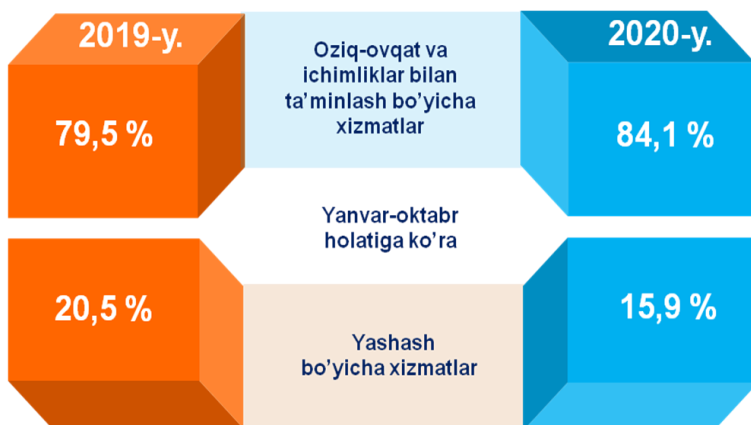 2019-y.
79,5 %
Oziq-ovqat va
ichimliklar bilan
ta’minlash bo’yicha
xizmatlar
2020-y.
84,1 %
Yanvar-oktabr
holatiga ko’ra
20,5 %
Yashash
bo’yicha xizmatlar
15,9 %